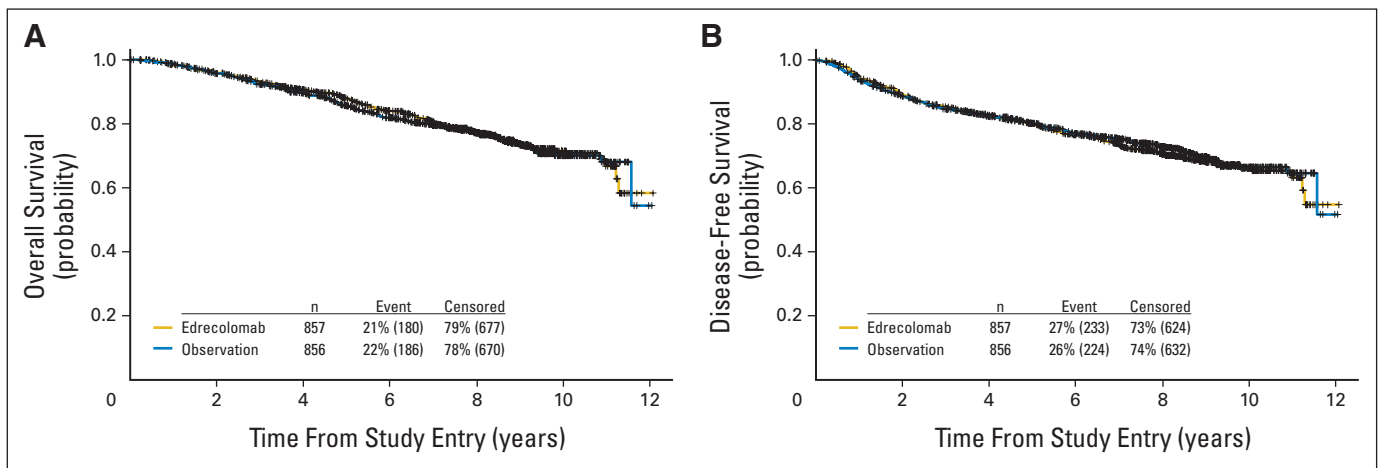 A
Overall Survival
(probability)
1.0
0.8
0.6
0.4
0.2
n Event Censored
Edrecolomab 857 21% (180) 79% (677)
Observation 856 22% (186) 78% (670)
0 2 4 6 8 10 12
Time From Study Entry (years)
B
Disease-Free Survival
(probability)
1.0
0.8
0.6
0.4
0.2
n Event Censored
Edrecolomab 857 27% (233) 73% (624)
Observation 856 26% (224) 74% (632)
0 2 4 6 8 10 12
Time From Study Entry (years)